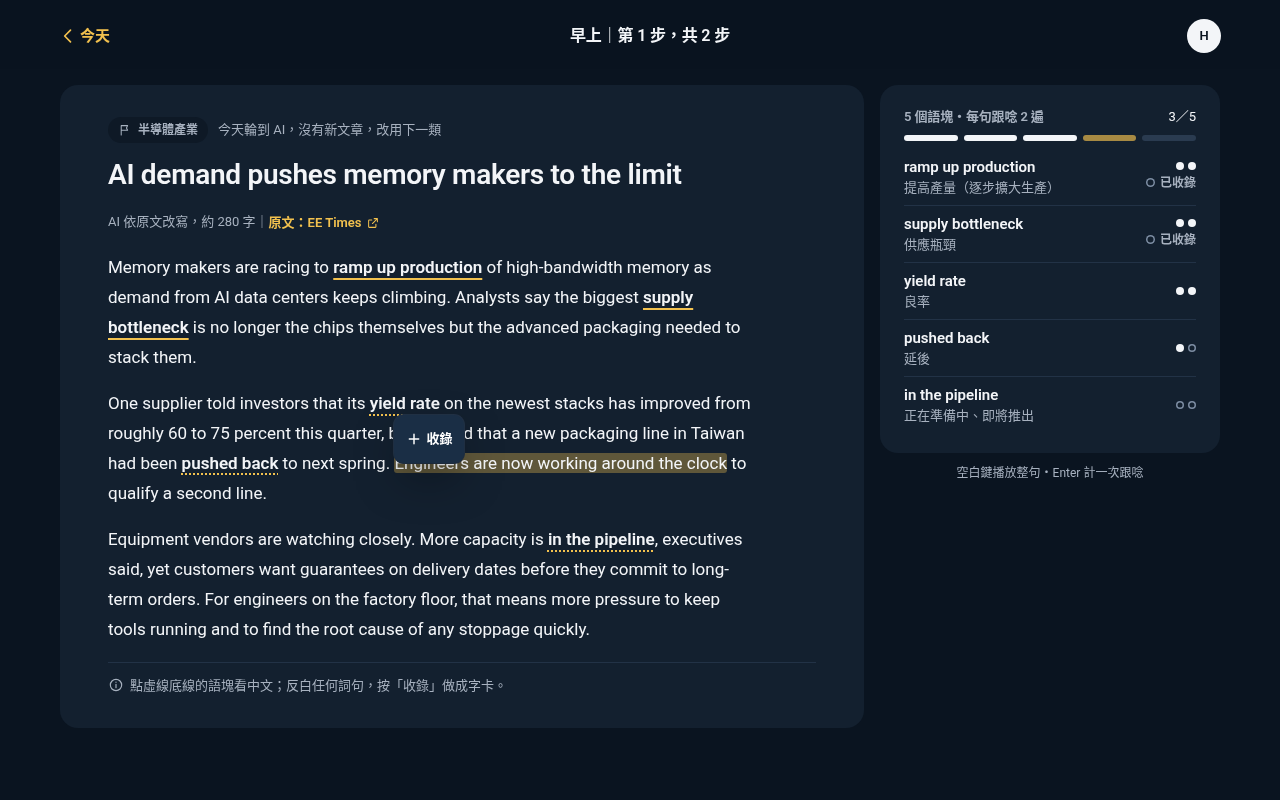 今天
早上｜第 1 步，共 2 步
H
半導體產業
今天輪到 AI，沒有新文章，改用下一類
AI demand pushes memory makers to the limit
AI 依原文改寫，約 280 字｜原文：EE Times
Memory makers are racing to ramp up production of high-bandwidth memory as
demand from AI data centers keeps climbing. Analysts say the biggest supply
bottleneck is no longer the chips themselves but the advanced packaging needed to
stack them.
One supplier told investors that its yield rate on the newest stacks has improved from
roughly 60 to 75 percent this quarter, that a new packaging line in Taiwan
had been pushed back to next spring. Engineers are now working around the clock to
qualify a second line.
＋ 收錄
Equipment vendors are watching closely. More capacity is in the pipeline, executives
said, yet customers want guarantees on delivery dates before they commit to long-
term orders. For engineers on the factory floor, that means more pressure to keep
tools running and to find the root cause of any stoppage quickly.
點虛線底線的語塊看中文；反白任何詞句，按「收錄」做成字卡。
5 個語塊・每句跟唸 2 遍
3／5
ramp up production
提高產量（逐步擴大生產）
已收錄
supply bottleneck
供應瓶頸
已收錄
yield rate
良率
pushed back
延後
in the pipeline
正在準備中、即將推出
空白鍵播放整句・Enter 計一次跟唸